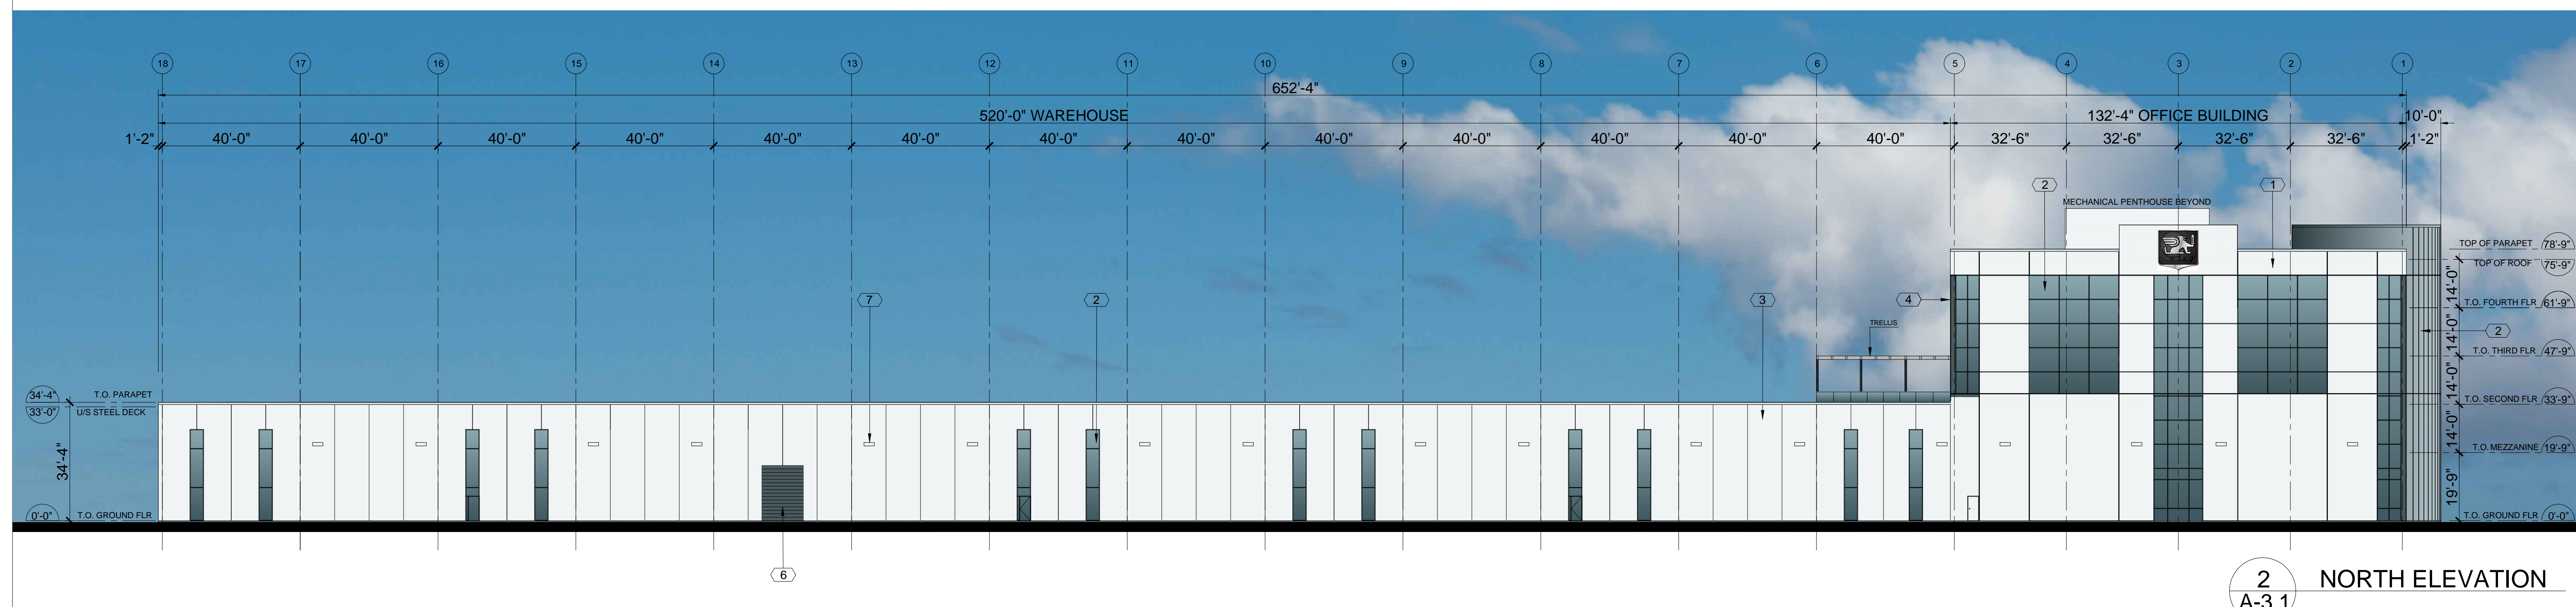 18 17 16 15 14 13 12 11 10 9 8 7 6 5 4 3 2 1
652'-4"
520'-0" WAREHOUSE 132'-4" OFFICE BUILDING 10'-0"
1'-2" 40'-0" 40'-0" 40'-0" 40'-0" 40'-0" 40'-0" 40'-0" 40'-0" 40'-0" 40'-0" 40'-0" 40'-0" 40'-0" 32'-6" 32'-6" 32'-6" 32'-6" 1'-2"
2 1
MECHANICAL PENTHOUSE BEYOND
TOP OF PARAPET 78'-9"
TOP OF ROOF 75'-9"
14'-0"
7 2 3 4 T.O. FOURTH FLR 61'-9"
TRELLIS
14'-0"
2
T.O. THIRD FLR 47'-9"
14'-0"
34'-4" T.O. PARAPET
33'-0" U/S STEEL DECK
T.O. SECOND FLR 33'-9"
14'-0"
34'-4"
T.O. MEZZANINE 19'-9"
19'-9"
0'-0" T.O. GROUND FLR
T.O. GROUND FLR 0'-0"
6
2 NORTH ELEVATION
A-3.1